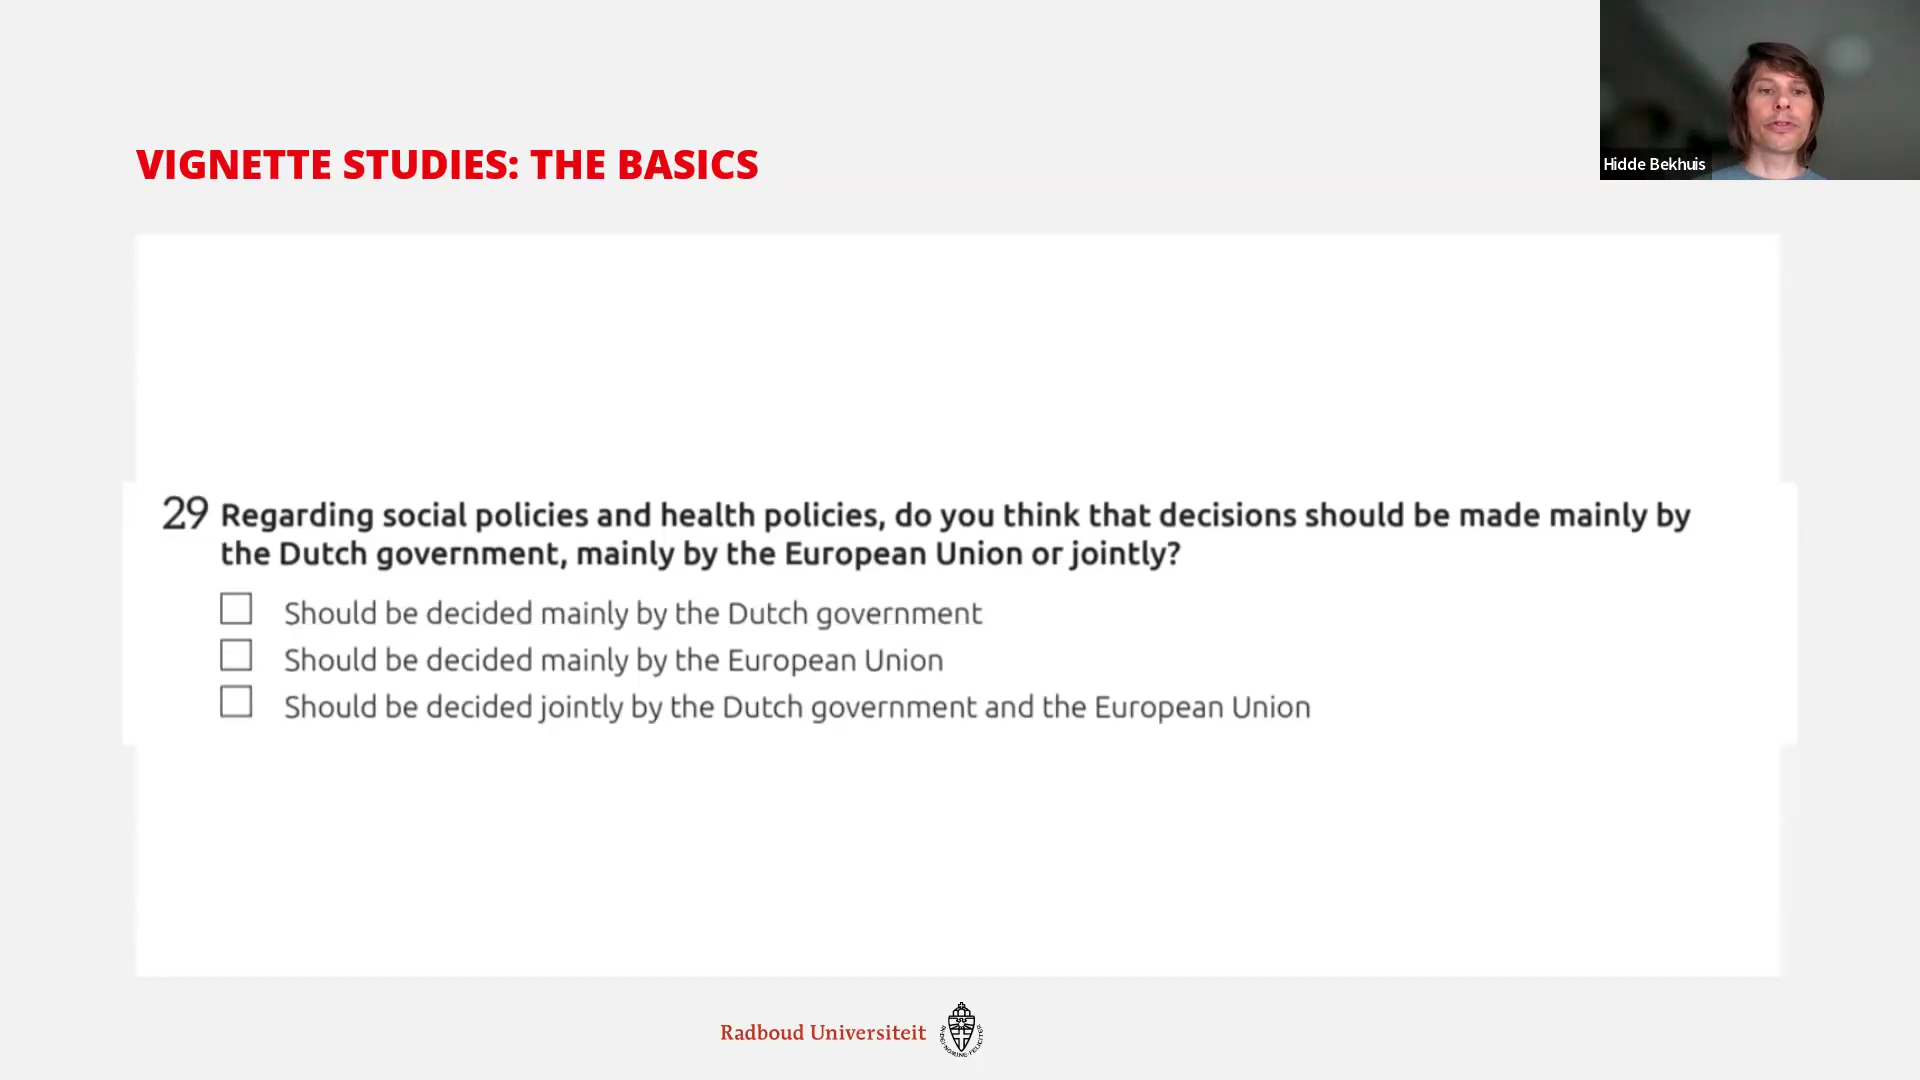 VIGNETTE STUDIES: THE BASICS
Hidde Bekhuis
29 Regarding social policies and health policies, do you think that decisions should be made mainly by
the Dutch government, mainly by the European Union or jointly?
Should be decided mainly by the Dutch government
Should be decided mainly by the European Union
Should be decided jointly by the Dutch government and the European Union
Radboud Universiteit